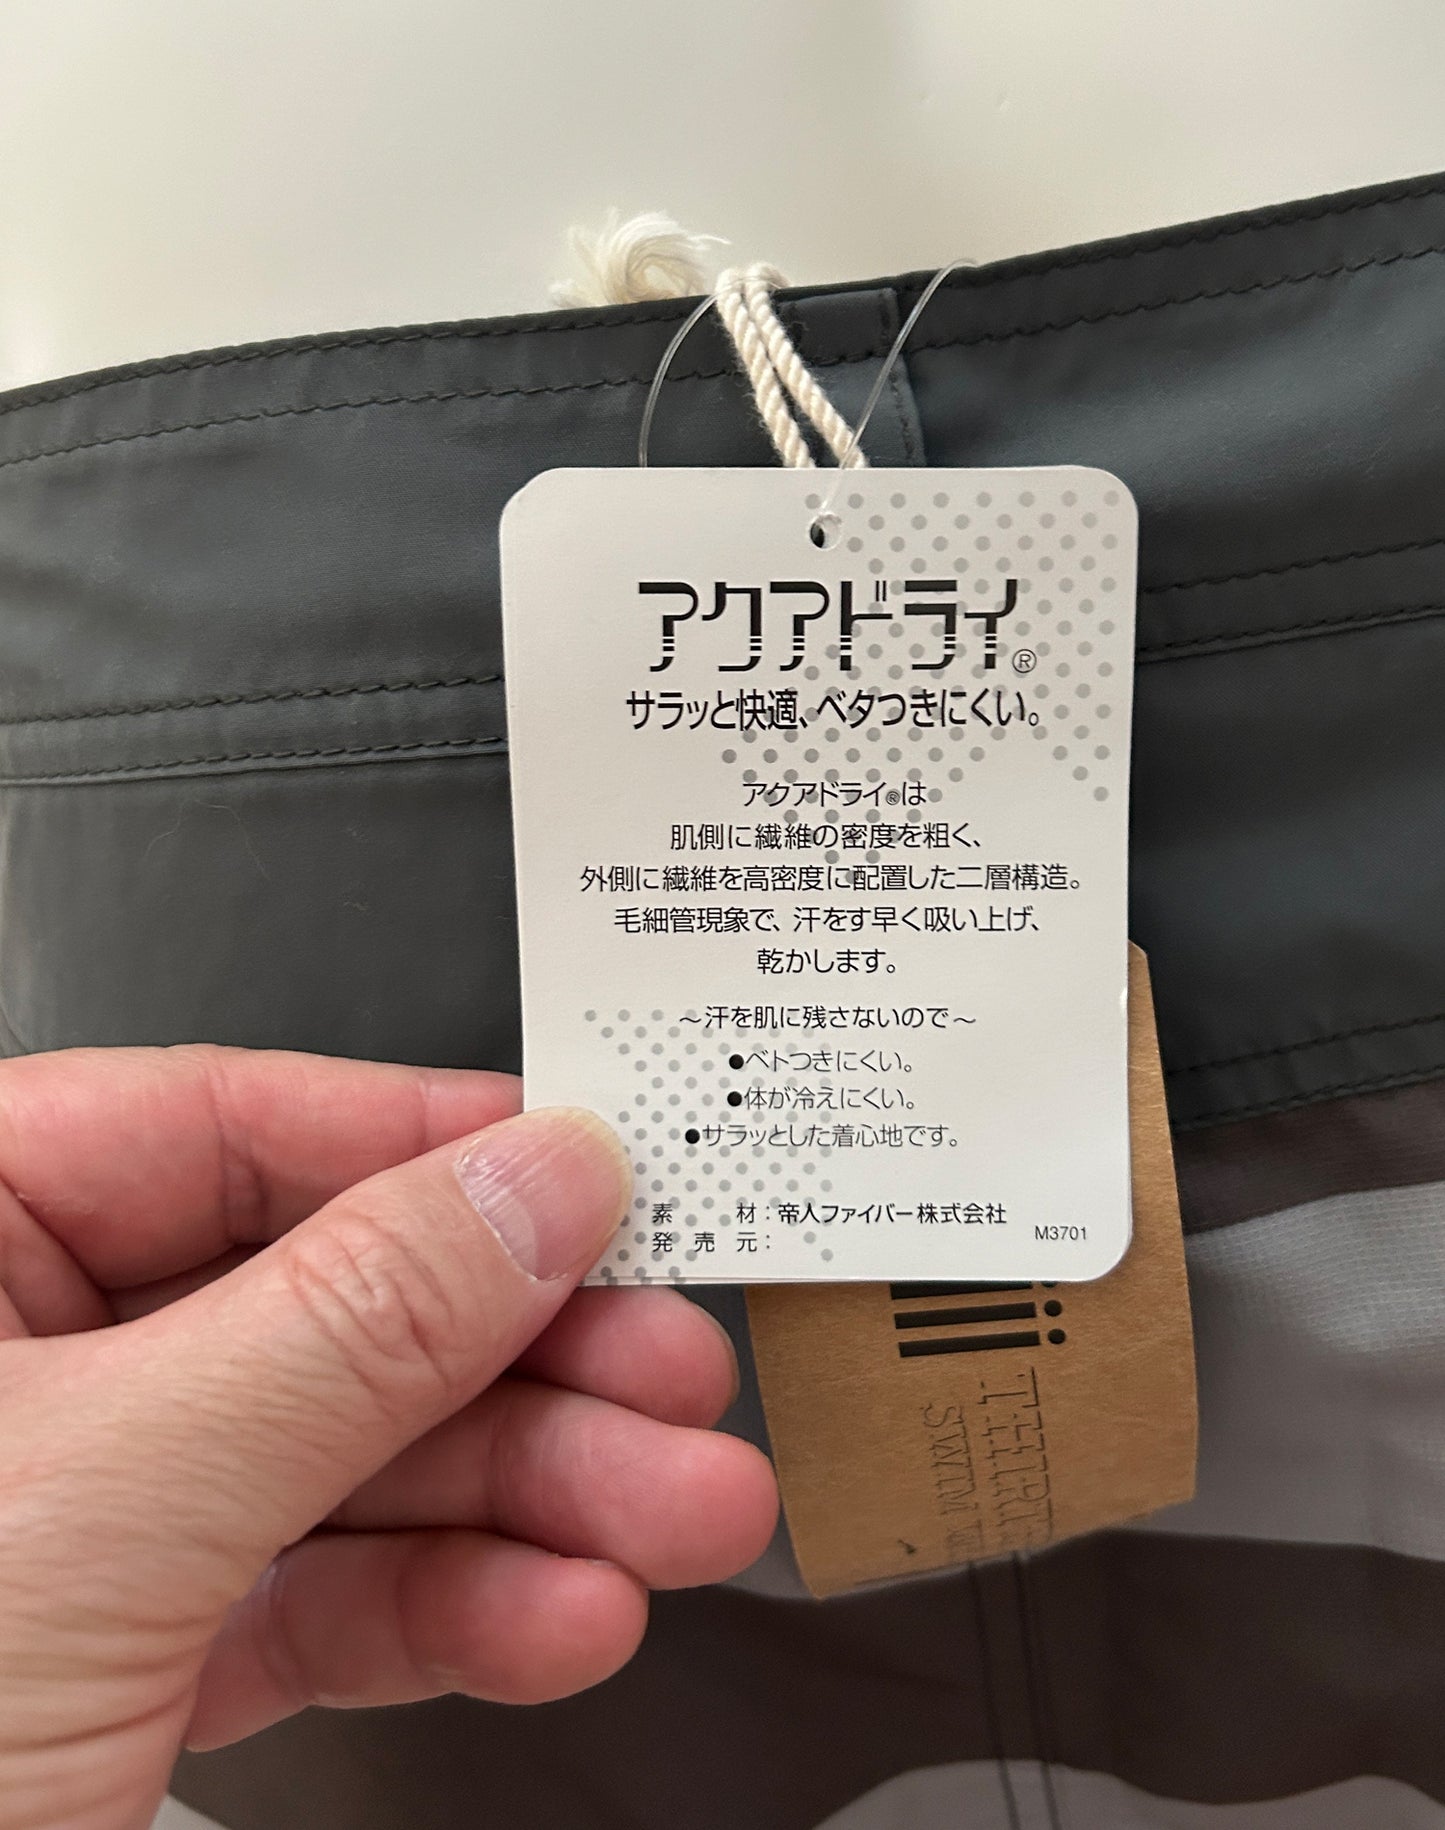 アクアドライ®
サラッと快適、ベタつきにくい。
アクアドライ®は
肌側に繊維の密度を粗く、
外側に繊維を高密度に配置した二層構造。
毛細管現象で、汗をす早く吸い上げ、
乾かします。
～汗を肌に残さないので～
●ベトつきにくい。
●体が冷えにくい。
●サラッとした着心地です。
素 材：帝人ファイバー株式会社
発 売 元：
M3701
SWIM